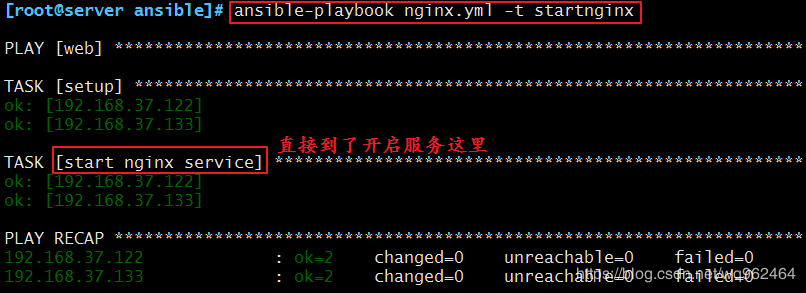 [root@server ansible]# ansible-playbook nginx.yml -t startnginx
PLAY [web] *********************************************************************
TASK [setup] *******************************************************************
ok: [192.168.37.122]
ok: [192.168.37.133]
直接到了开启服务这里
TASK [start nginx service] *****************************************************
ok: [192.168.37.122]
ok: [192.168.37.133]
PLAY RECAP *********************************************************************
192.168.37.122 : ok=2 changed=0 unreachable=0 failed=0
192.168.37.133 : ok=2 changed=0 unreachable=0 failed=0
https://blog.csdn.net/wq962464